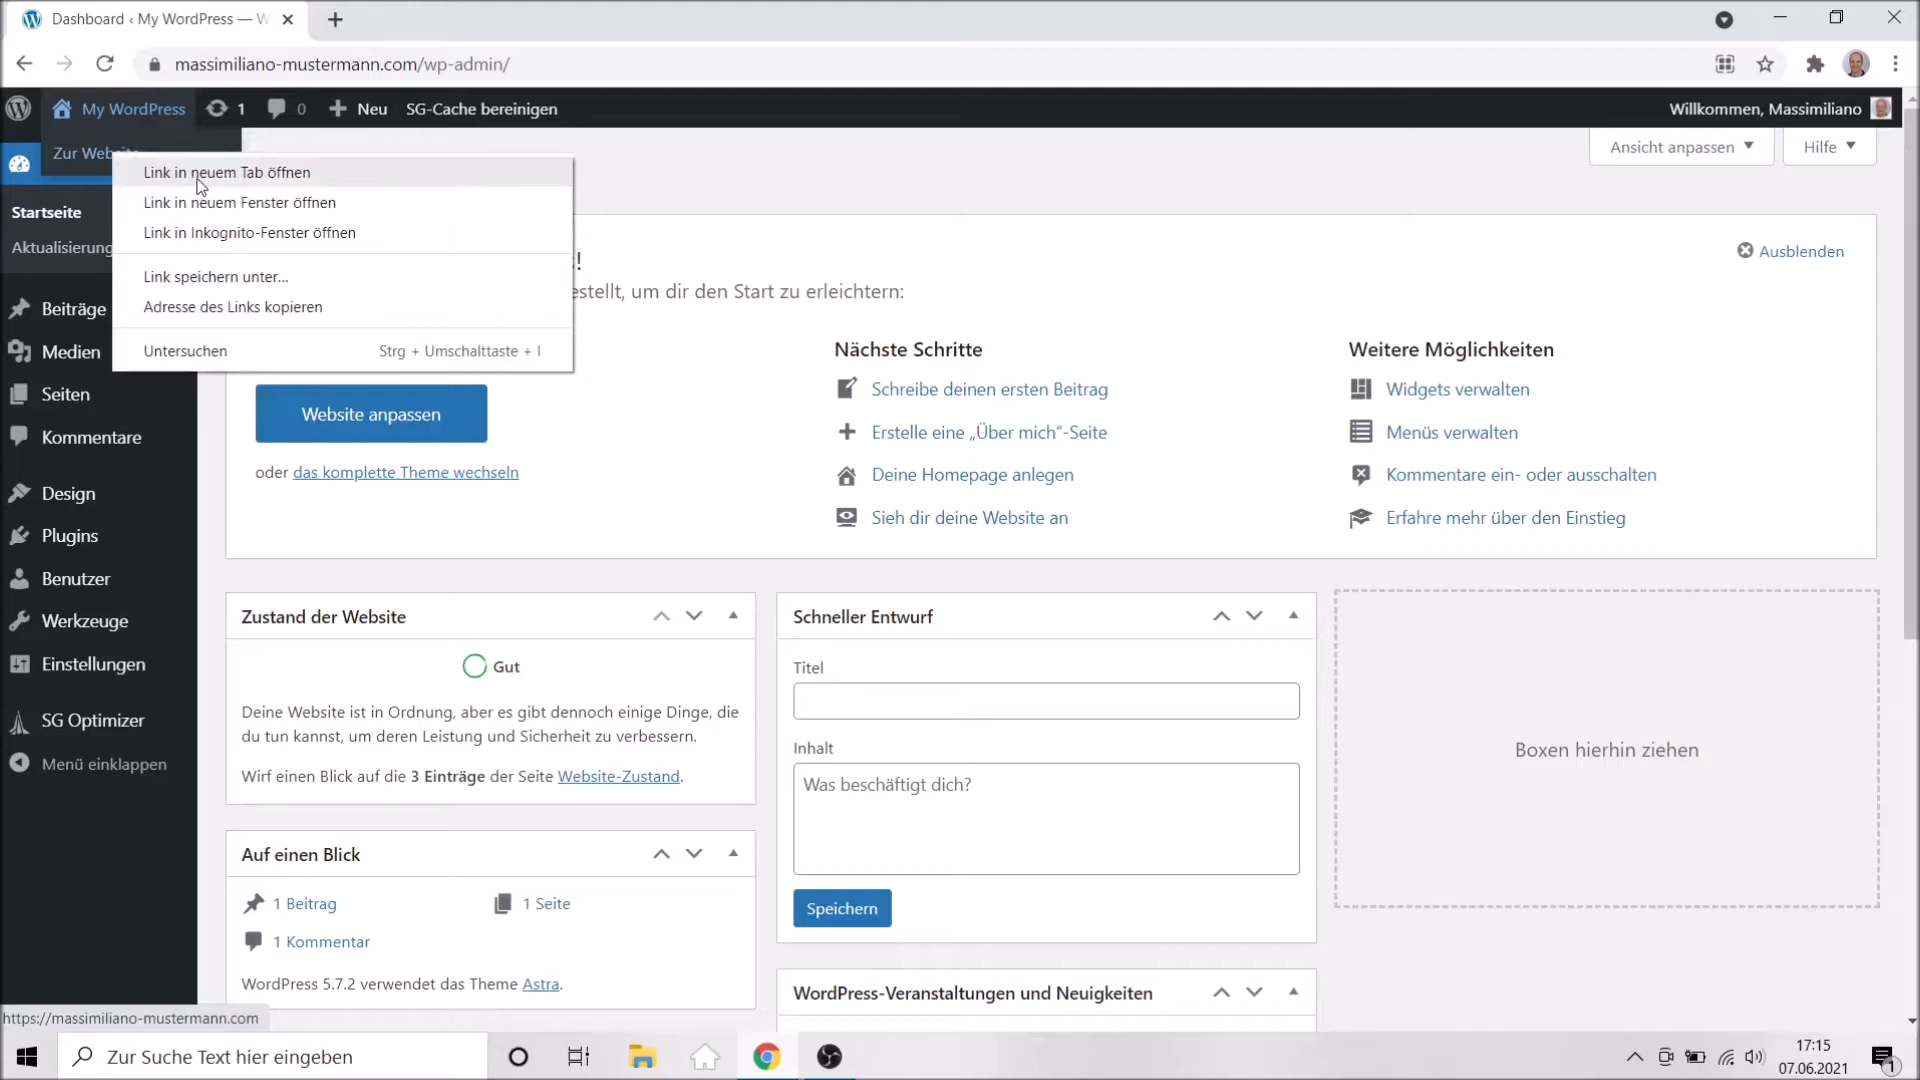 Dashboard ‹ My WordPress — W
massimiliano-mustermann.com/wp-admin/
My WordPress
1
0
Neu
SG-Cache bereinigen
Willkommen, Massimiliano
Zur Website
Ansicht anpassen
Hilfe
Link in neuem Tab öffnen
Link in neuem Fenster öffnen
Link in Inkognito-Fenster öffnen
Link speichern unter...
Adresse des Links kopieren
Untersuchen
Strg + Umschalttaste + I
Startseite
Aktualisierung
Beiträge
Medien
Seiten
Kommentare
Design
Plugins
Benutzer
Werkzeuge
Einstellungen
SG Optimizer
Menü einklappen
!
Ausblenden
estellt, um dir den Start zu erleichtern:
Website anpassen
oder das komplette Theme wechseln
Nächste Schritte
Schreibe deinen ersten Beitrag
Erstelle eine „Über mich“-Seite
Deine Homepage anlegen
Sieh dir deine Website an
Weitere Möglichkeiten
Widgets verwalten
Menüs verwalten
Kommentare ein- oder ausschalten
Erfahre mehr über den Einstieg
Zustand der Website
Gut
Deine Website ist in Ordnung, aber es gibt dennoch einige Dinge, die
du tun kannst, um deren Leistung und Sicherheit zu verbessern.
Wirf einen Blick auf die 3 Einträge der Seite Website-Zustand.
Auf einen Blick
1 Beitrag
1 Seite
1 Kommentar
WordPress 5.7.2 verwendet das Theme Astra.
Schneller Entwurf
Titel
Inhalt
Was beschäftigt dich?
Speichern
WordPress-Veranstaltungen und Neuigkeiten
Boxen hierhin ziehen
https://massimiliano-mustermann.com
Zur Suche Text hier eingeben
17:15
07.06.2021
1